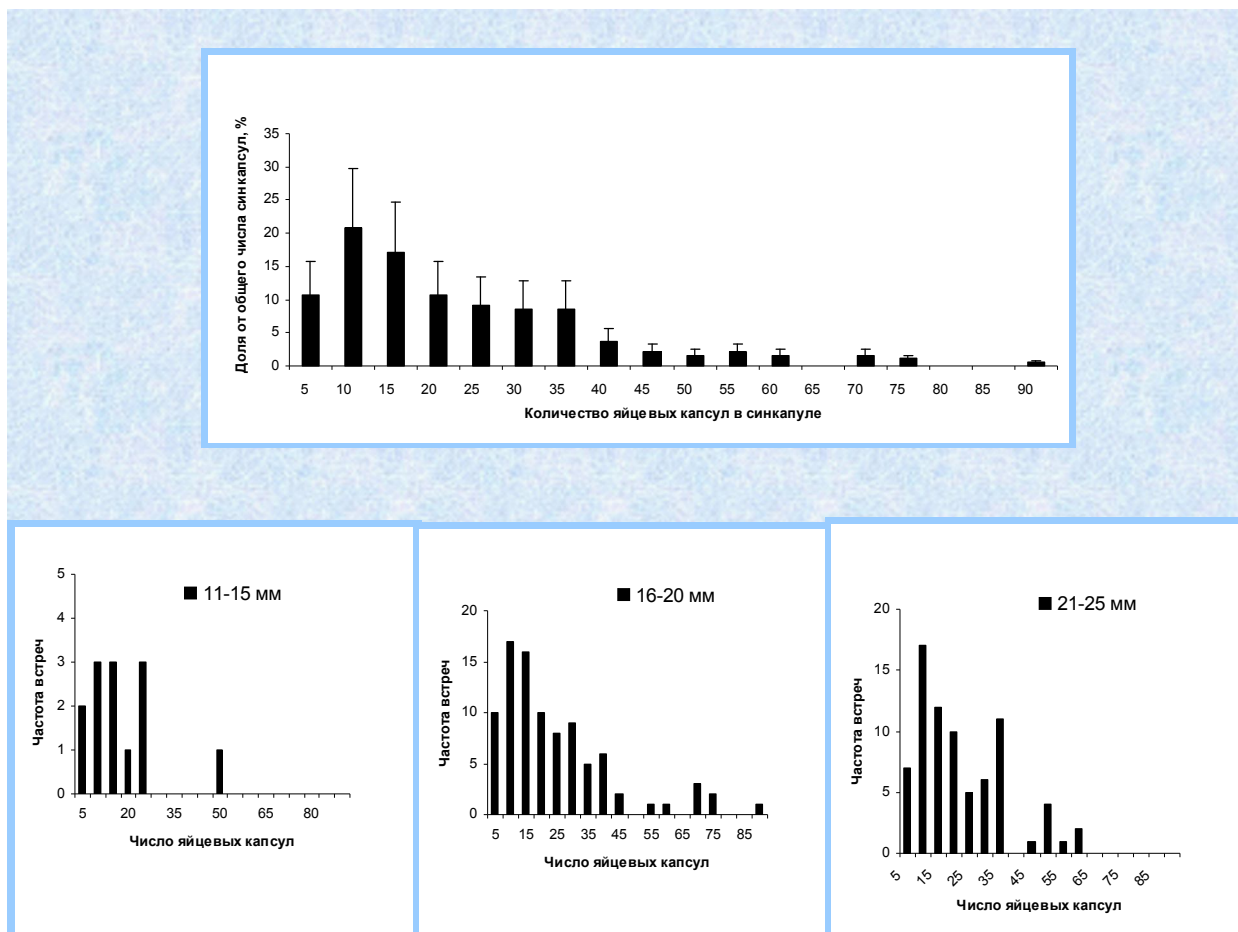 Доля от общего числа синкапсул, %
35
30
25
20
15
10
5
0
5 10 15 20 25 30 35 40 45 50 55 60 65 70 75 80 85 90
Количество яйцевых капсул в синкапуле
11-15 мм
Частота встреч
5
4
3
2
1
0
5 20 35 50 65 80
Число яйцевых капсул
16-20 мм
Частота встреч
20
15
10
5
0
5 15 25 35 45 55 65 75 85
Число яйцевых капсул
21-25 мм
Частота встреч
20
15
10
5
0
5 15 25 35 45 55 65 75 85
Число яйцевых капсул